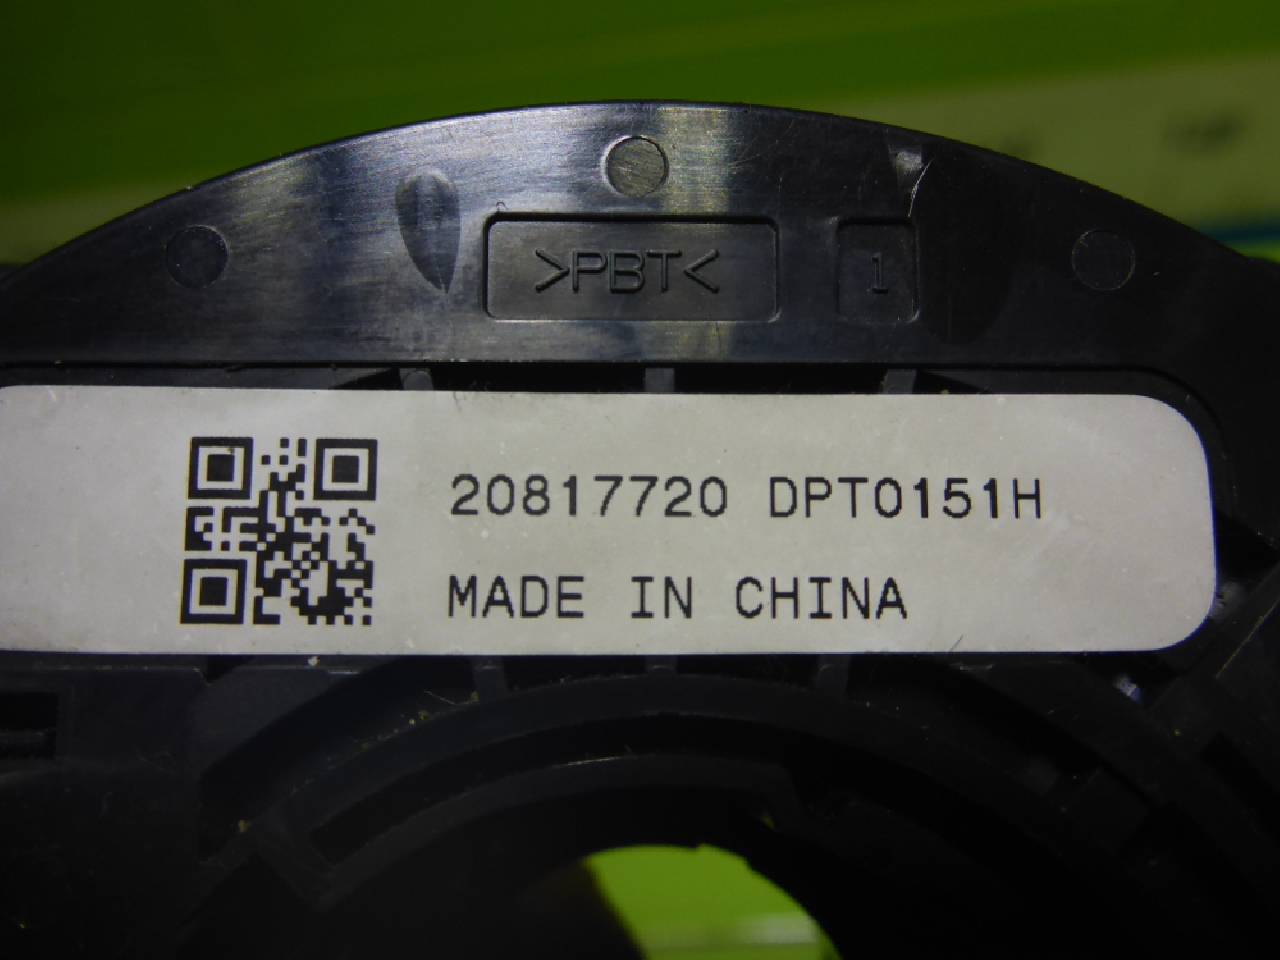 >PBT<
1
20817720 DPT0151H
MADE IN CHINA